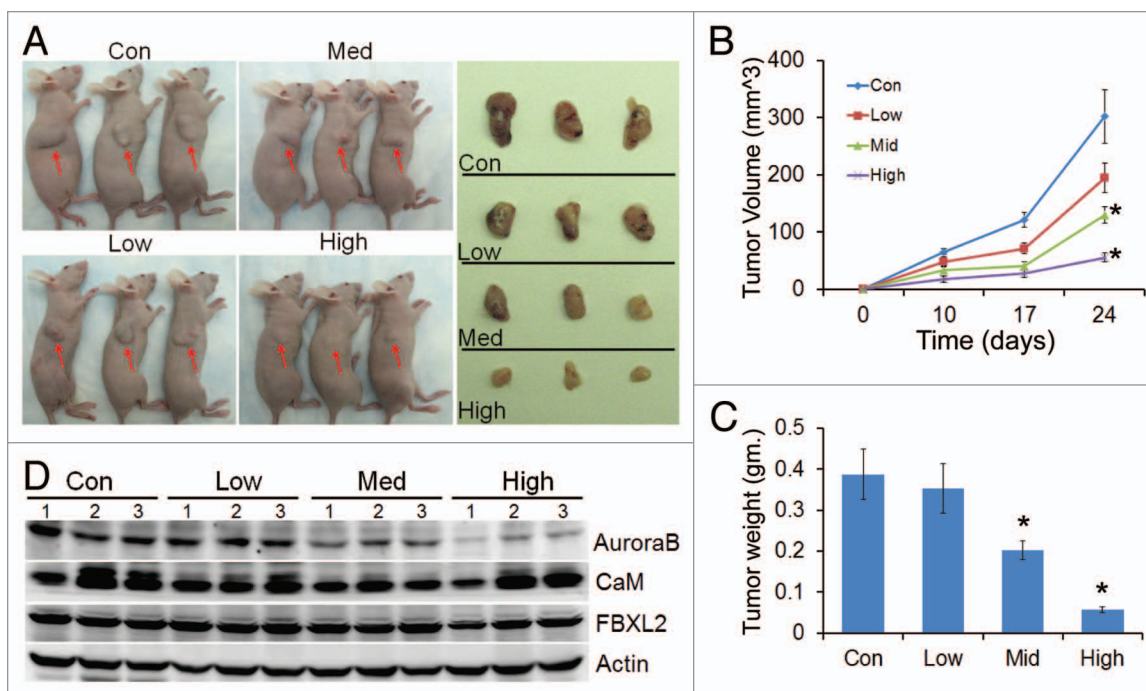 A
Con
Med
Low
High
Con
Low
Med
High
B
Tumor Volume (mm^3)
400
300
200
100
0
Con
Low
Mid
High
*
*
0 10 17 24
Time (days)
C
Tumor weight (gm.)
0.5
0.4
0.3
0.2
0.1
0
*
*
Con Low Mid High
D
Con Low Med High
1 2 3 1 2 3 1 2 3 1 2 3
AuroraB
CaM
FBXL2
Actin